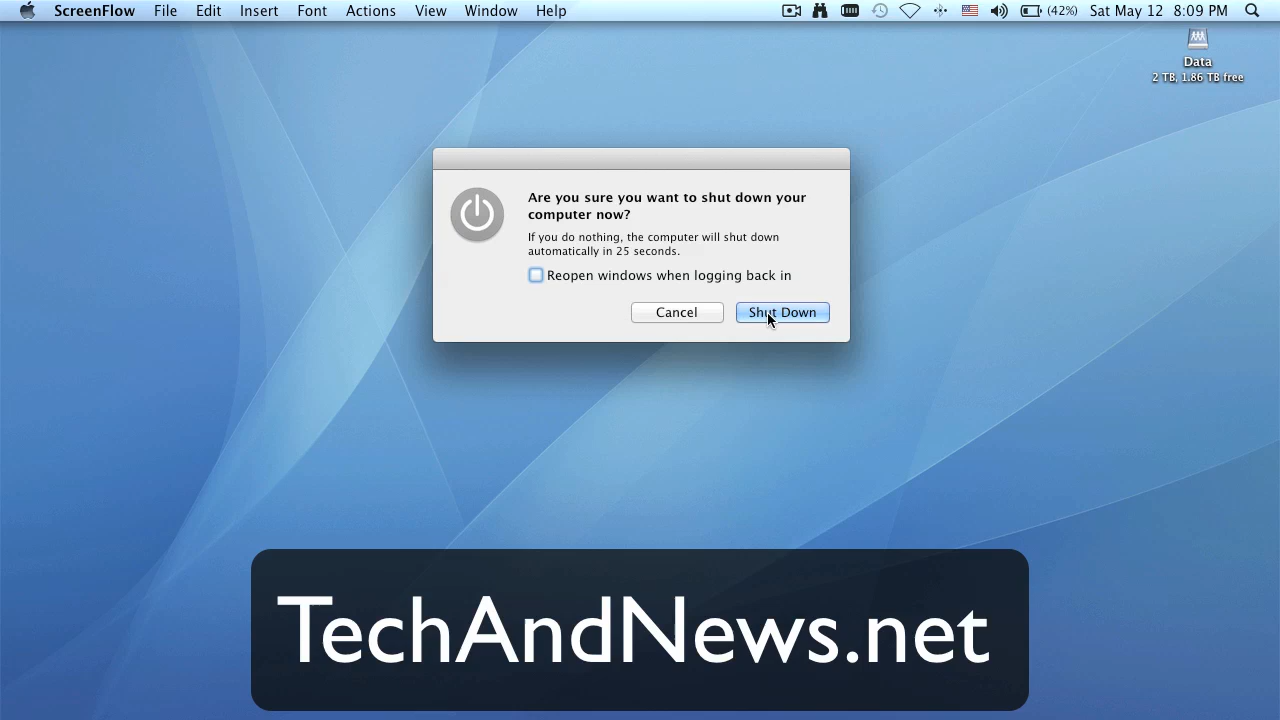 ScreenFlow File Edit Insert Font Actions View Window Help (42%) Sat May 12 8:09 PM
Data
2 TB, 1.86 TB free
Are you sure you want to shut down your
computer now?
If you do nothing, the computer will shut down
automatically in 25 seconds.
Reopen windows when logging back in
Cancel Shut Down
TechAndNews.net